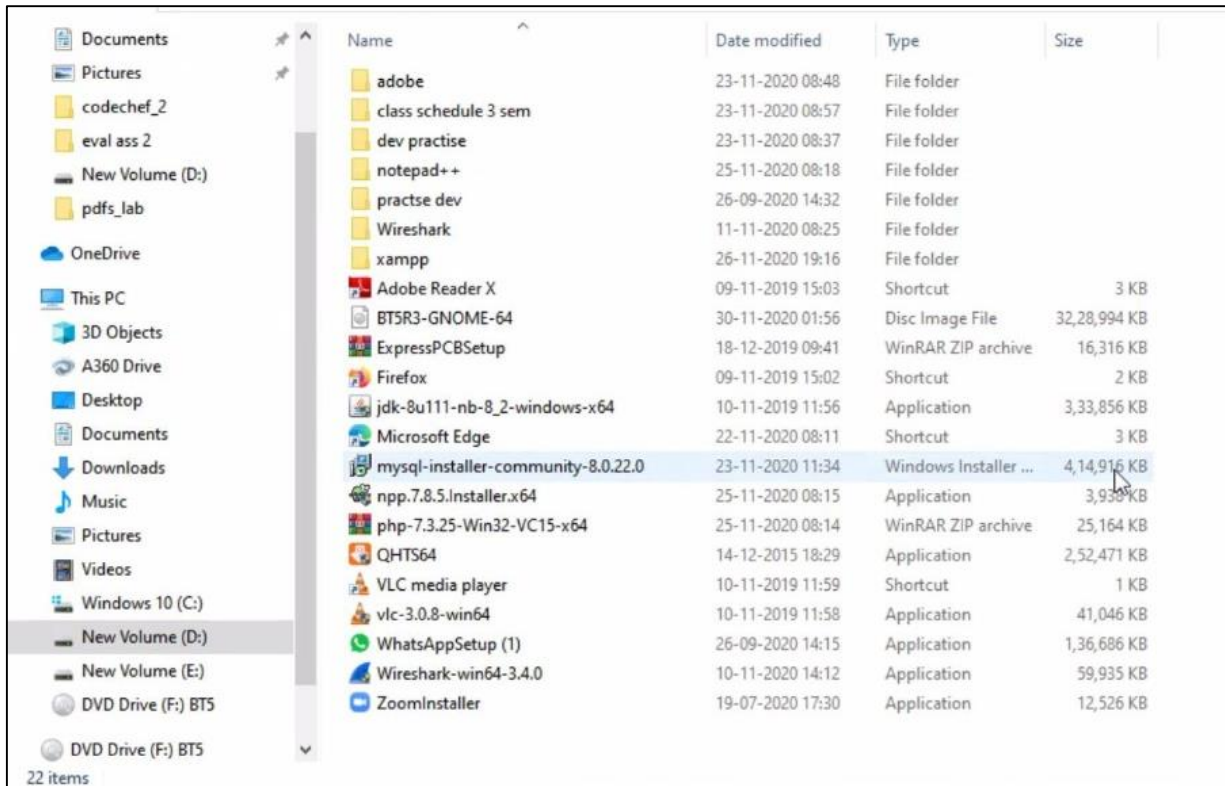 Documents
Pictures
codechef_2
eval ass 2
New Volume (D:)
pdfs_lab
OneDrive
This PC
3D Objects
A360 Drive
Desktop
Documents
Downloads
Music
Pictures
Videos
Windows 10 (C:)
New Volume (D:)
New Volume (E:)
DVD Drive (F:) BT5
DVD Drive (F:) BT5
22 items
Name Date modified Type Size
adobe 23-11-2020 08:48 File folder
class schedule 3 sem 23-11-2020 08:57 File folder
dev practise 23-11-2020 08:37 File folder
notepad++ 25-11-2020 08:18 File folder
practse dev 26-09-2020 14:32 File folder
Wireshark 11-11-2020 08:25 File folder
xampp 26-11-2020 19:16 File folder
Adobe Reader X 09-11-2019 15:03 Shortcut 3 KB
BT5R3-GNOME-64 30-11-2020 01:56 Disc Image File 32,28,994 KB
ExpressPCBSetup 18-12-2019 09:41 WinRAR ZIP archive 16,316 KB
Firefox 09-11-2019 15:02 Shortcut 2 KB
jdk-8u111-nb-8_2-windows-x64 10-11-2019 11:56 Application 3,33,856 KB
Microsoft Edge 22-11-2020 08:11 Shortcut 3 KB
mysql-installer-community-8.0.22.0 23-11-2020 11:34 Windows Installer ... 4,14,916 KB
npp.7.8.5.Installer.x64 25-11-2020 08:15 Application 3,938 KB
php-7.3.25-Win32-VC15-x64 25-11-2020 08:14 WinRAR ZIP archive 25,164 KB
QHTS64 14-12-2015 18:29 Application 2,52,471 KB
VLC media player 10-11-2019 11:59 Shortcut 1 KB
vlc-3.0.8-win64 10-11-2019 11:58 Application 41,046 KB
WhatsAppSetup (1) 26-09-2020 14:15 Application 1,36,686 KB
Wireshark-win64-3.4.0 10-11-2020 14:12 Application 59,935 KB
ZoomInstaller 19-07-2020 17:30 Application 12,526 KB